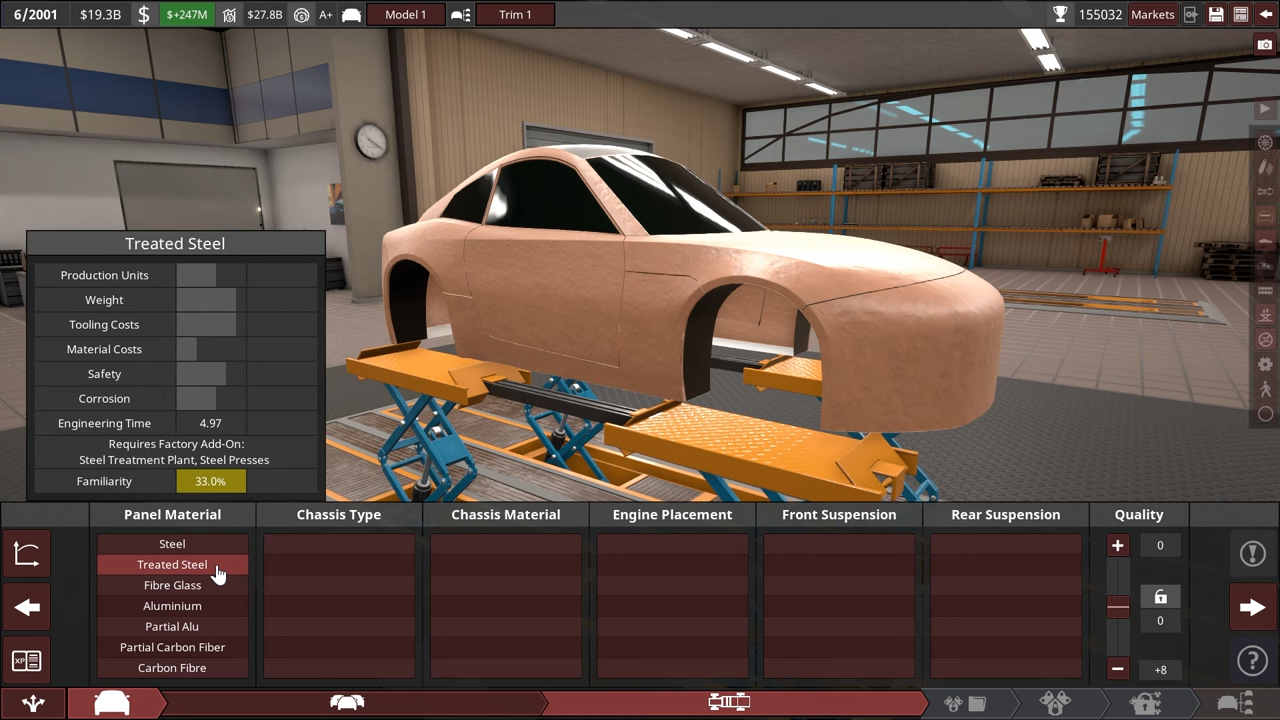 6/2001
$19.3B
$+247M
$27.8B
A+
Model 1
Trim 1
155032
Markets
Treated Steel
Production Units
Weight
Tooling Costs
Material Costs
Safety
Corrosion
Engineering Time 4.97
Requires Factory Add-On:
Steel Treatment Plant, Steel Presses
Familiarity 33.0%
Panel Material
Chassis Type
Chassis Material
Engine Placement
Front Suspension
Rear Suspension
Quality
Steel
Treated Steel
Fibre Glass
Aluminium
Partial Alu
Partial Carbon Fiber
Carbon Fibre
+ 0
0
− +8
XP